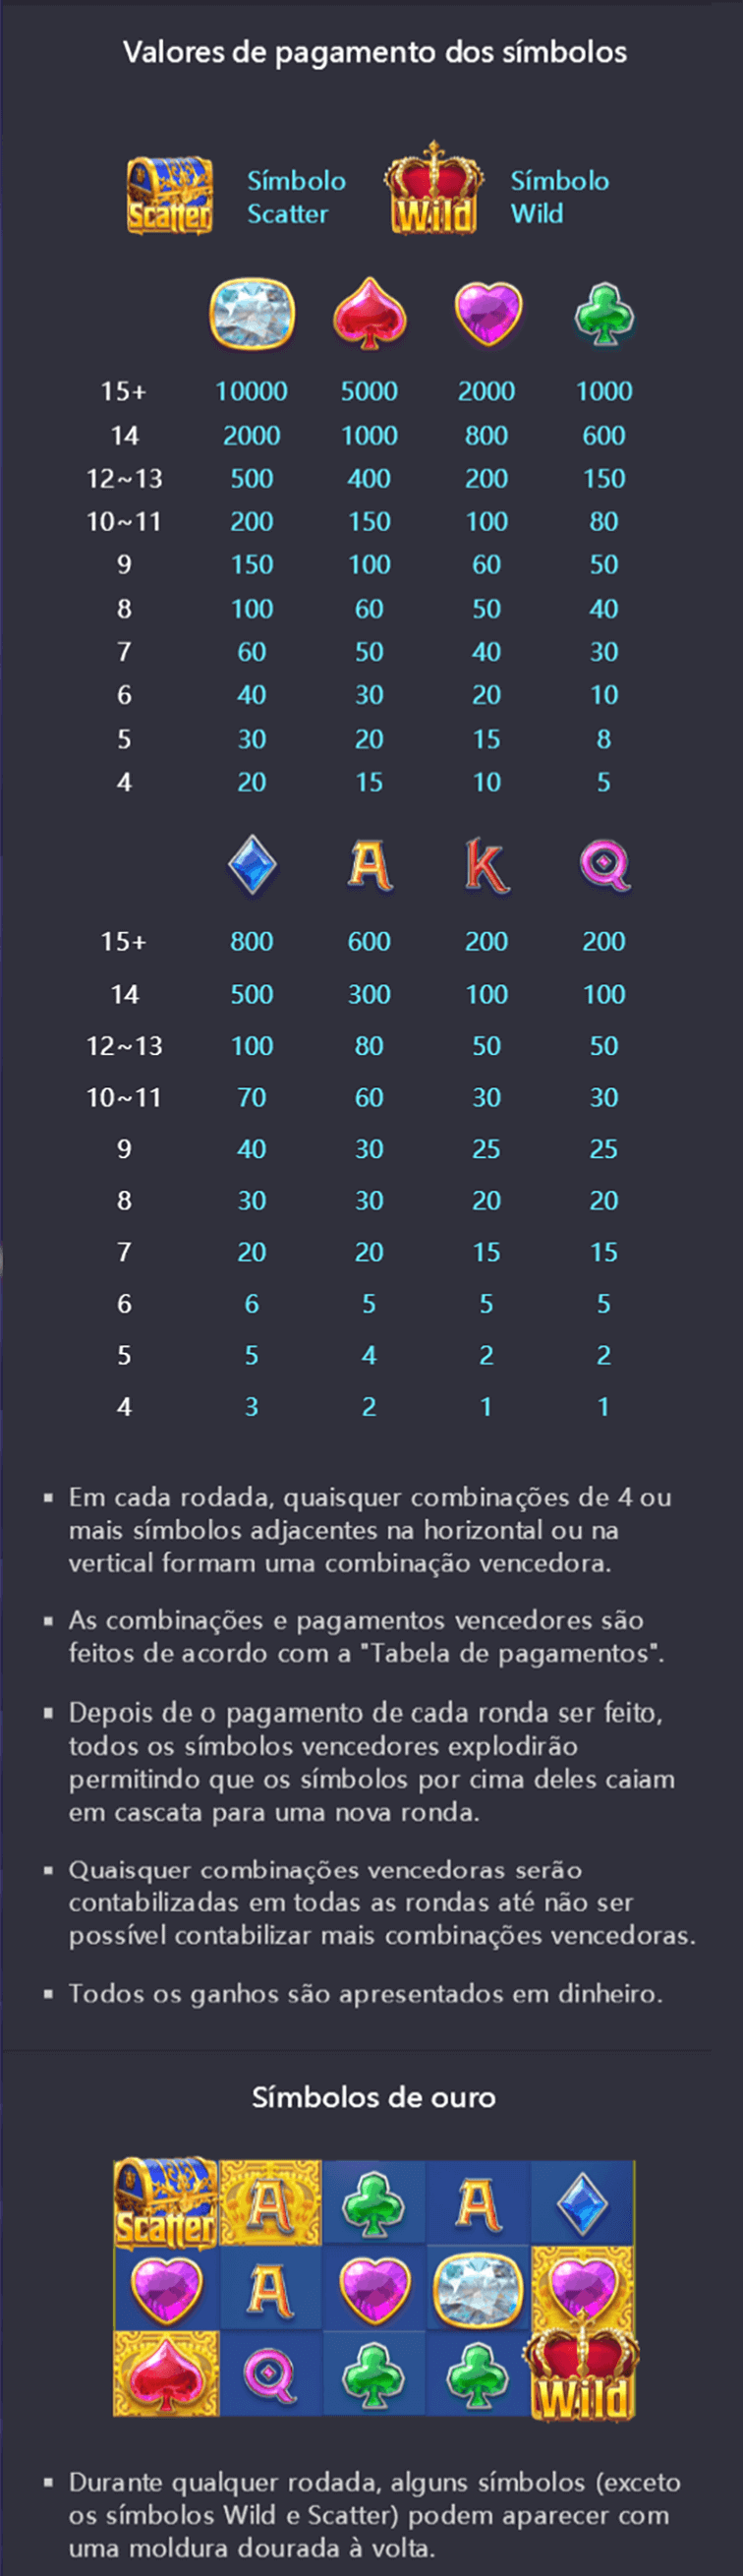 Valores de pagamento dos símbolos
Scatter Símbolo Scatter Wild Símbolo Wild
15+ 10000 5000 2000 1000
14 2000 1000 800 600
12~13 500 400 200 150
10~11 200 150 100 80
9 150 100 60 50
8 100 60 50 40
7 60 50 40 30
6 40 30 20 10
5 30 20 15 8
4 20 15 10 5
A K Q
15+ 800 600 200 200
14 500 300 100 100
12~13 100 80 50 50
10~11 70 60 30 30
9 40 30 25 25
8 30 30 20 20
7 20 20 15 15
6 6 5 5 5
5 5 4 2 2
4 3 2 1 1
▪ Em cada rodada, quaisquer combinações de 4 ou
mais símbolos adjacentes na horizontal ou na
vertical formam uma combinação vencedora.
▪ As combinações e pagamentos vencedores são
feitos de acordo com a "Tabela de pagamentos".
▪ Depois de o pagamento de cada ronda ser feito,
todos os símbolos vencedores explodirão
permitindo que os símbolos por cima deles caiam
em cascata para uma nova ronda.
▪ Quaisquer combinações vencedoras serão
contabilizadas em todas as rondas até não ser
possível contabilizar mais combinações vencedoras.
▪ Todos os ganhos são apresentados em dinheiro.
Símbolos de ouro
Scatter A A
A
Q Wild
▪ Durante qualquer rodada, alguns símbolos (exceto
os símbolos Wild e Scatter) podem aparecer com
uma moldura dourada à volta.